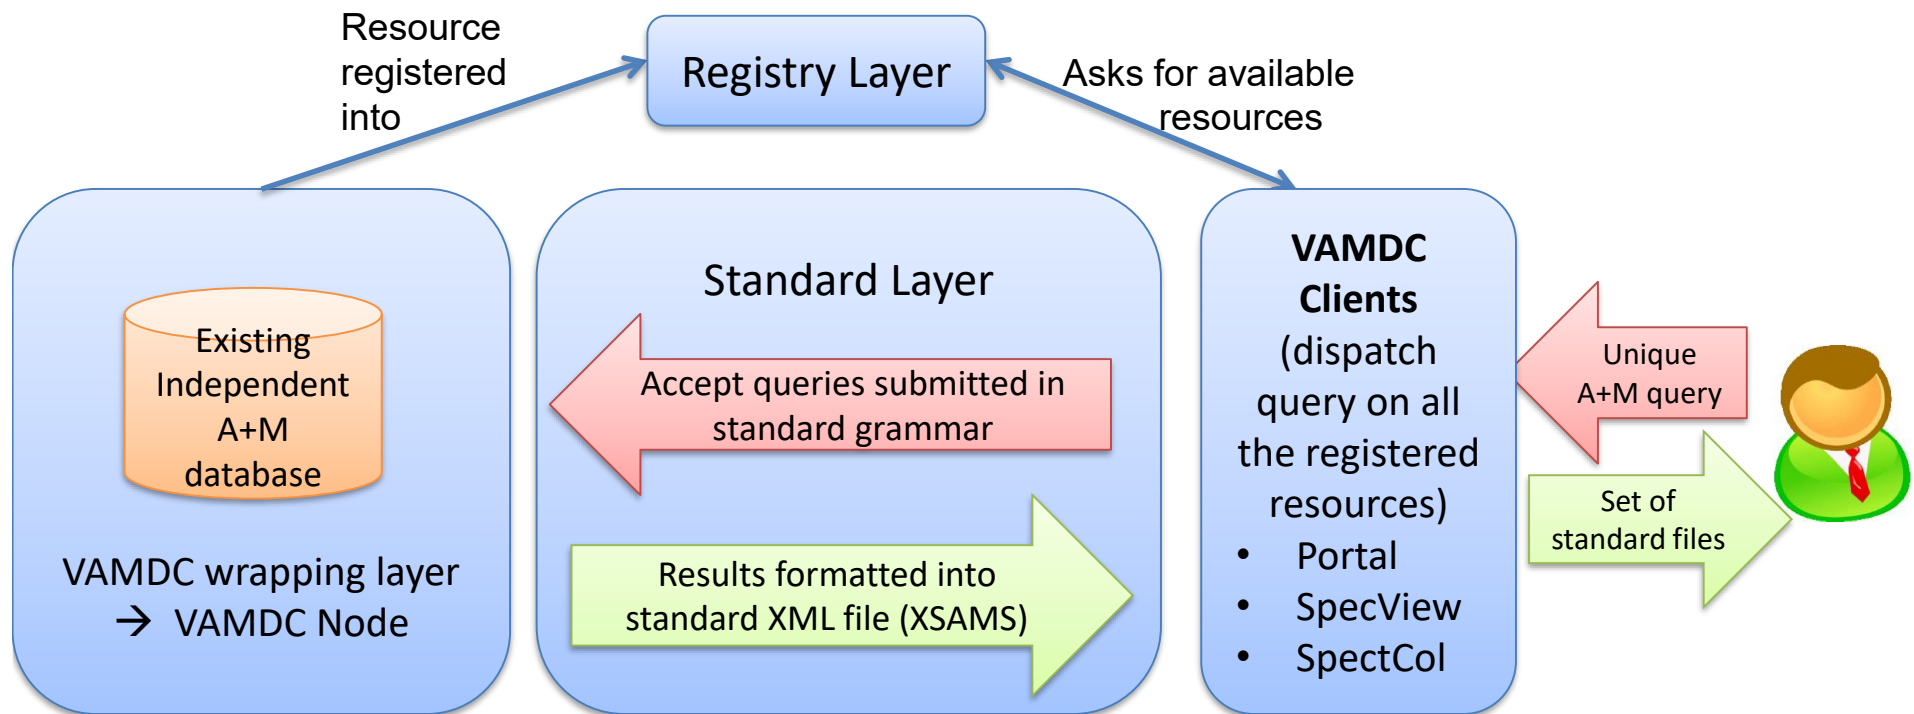 Resource
registered
into
Registry Layer
Asks for available
resources
Existing
Independent
A+M
database
VAMDC wrapping layer
→ VAMDC Node
Standard Layer
Accept queries submitted in
standard grammar
Results formatted into
standard XML file (XSAMS)
VAMDC
Clients
(dispatch
query on all
the registered
resources)
• Portal
• SpecView
• SpectCol
Unique
A+M query
Set of
standard files